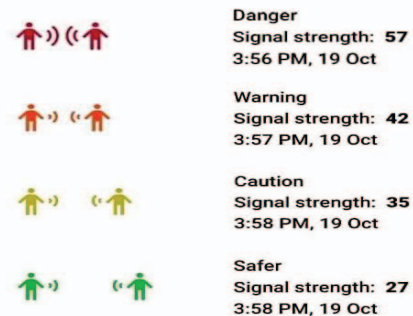 Danger
Signal strength: 57
3:56 PM, 19 Oct
Warning
Signal strength: 42
3:57 PM, 19 Oct
Caution
Signal strength: 35
3:58 PM, 19 Oct
Safer
Signal strength: 27
3:58 PM, 19 Oct